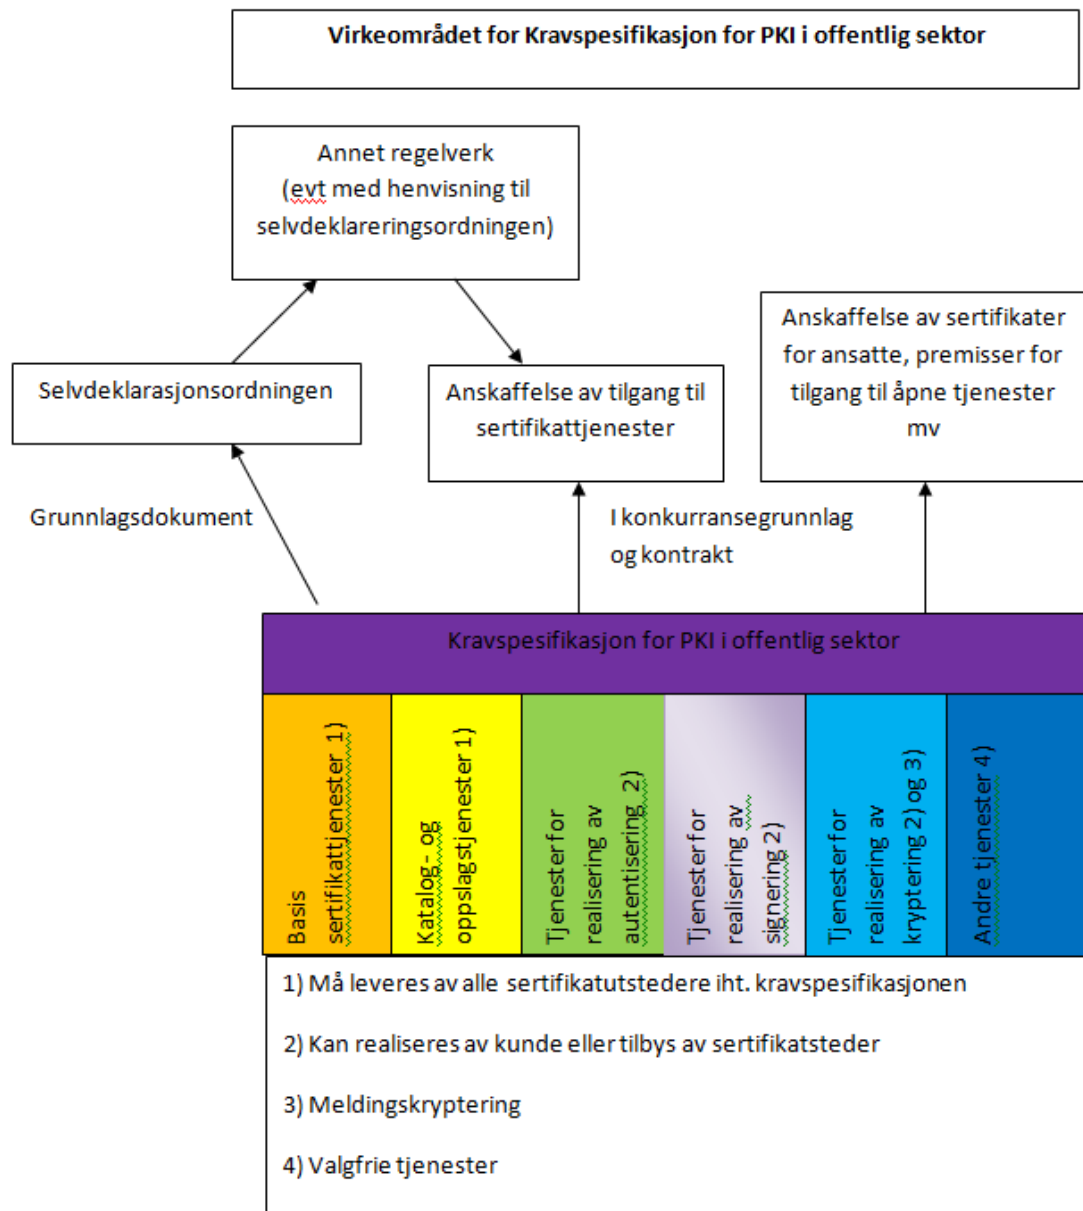 Virkeområdet for Kravspesifikasjon for PKI i offentlig sektor
Annet regelverk
(evt med henvisning til
selvdeklareringsordningen)
Anskaffelse av sertifikater
for ansatte, premisser for
tilgang til åpne tjenester
mv
Selvdeklarasjonsordningen
Anskaffelse av tilgang til
sertifikattjenester
Grunnlagsdokument
I konkurransegrunnlag
og kontrakt
Kravspesifikasjon for PKI i offentlig sektor
Basis
sertifikattjenester 1)
Katalog- og
oppslagstjenester 1)
Tjenester for
realisering av
autentisering 2)
Tjenester for
realisering av
signering 2)
Tjenester for
realisering av
kryptering 2) og 3)
Andre tjenester 4)
1) Må leveres av alle sertifikatutstedere iht. kravspesifikasjonen
2) Kan realiseres av kunde eller tilbys av sertifikatsteder
3) Meldingskryptering
4) Valgfrie tjenester